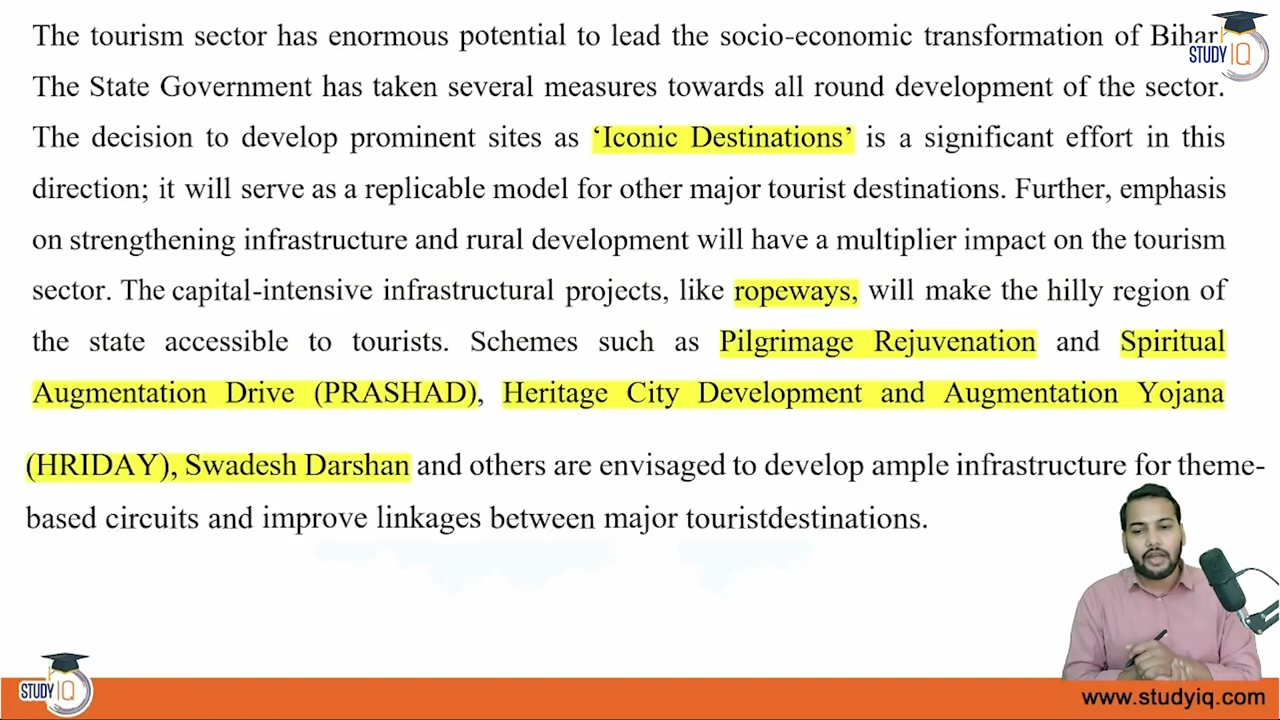 The tourism sector has enormous potential to lead the socio-economic transformation of Bihar.
The State Government has taken several measures towards all round development of the sector.
The decision to develop prominent sites as ‘Iconic Destinations’ is a significant effort in this
direction; it will serve as a replicable model for other major tourist destinations. Further, emphasis
on strengthening infrastructure and rural development will have a multiplier impact on the tourism
sector. The capital-intensive infrastructural projects, like ropeways, will make the hilly region of
the state accessible to tourists. Schemes such as Pilgrimage Rejuvenation and Spiritual
Augmentation Drive (PRASHAD), Heritage City Development and Augmentation Yojana
(HRIDAY), Swadesh Darshan and others are envisaged to develop ample infrastructure for theme-
based circuits and improve linkages between major touristdestinations.
STUDY IQ
STUDY IQ
www.studyiq.com